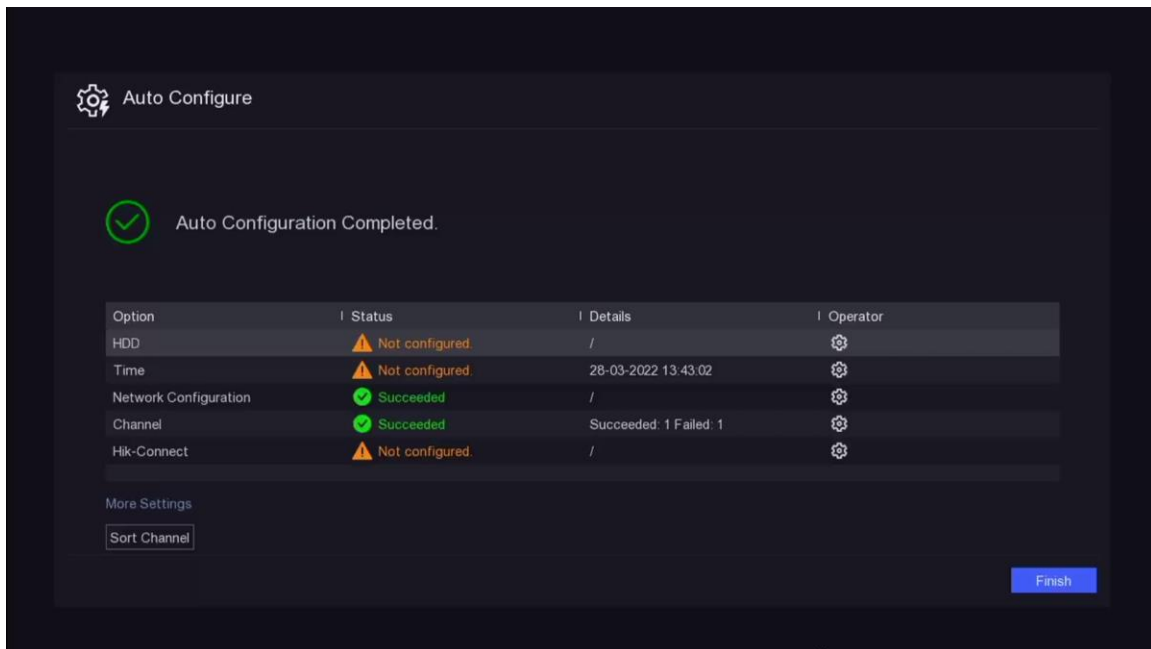 Auto Configure
Auto Configuration Completed.
Option Status Details Operator
HDD Not configured. /
Time Not configured. 28-03-2022 13:43:02
Network Configuration Succeeded /
Channel Succeeded Succeeded: 1 Failed: 1
Hik-Connect Not configured. /
More Settings
Sort Channel
Finish